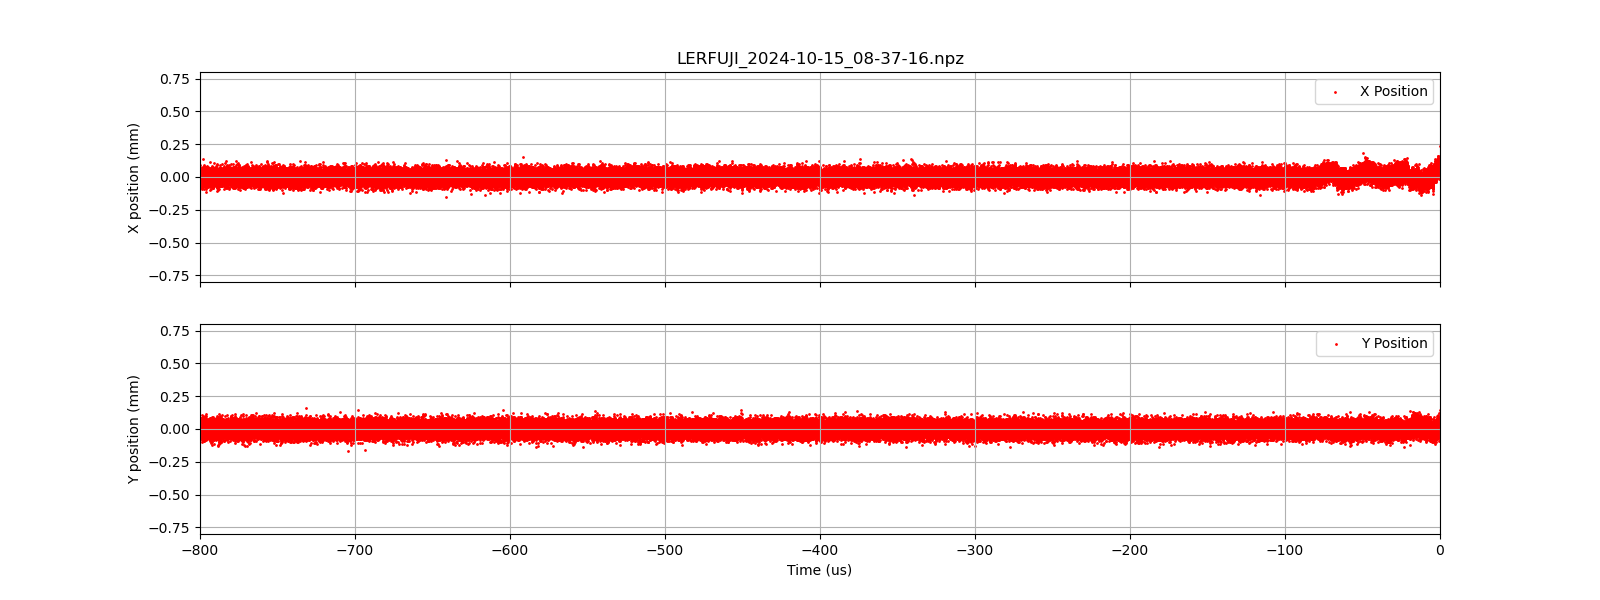 LERFUJI_2024-10-15_08-37-16.npz
0.75
0.50
0.25
0.00
−0.25
−0.50
−0.75
X position (mm)
X Position
0.75
0.50
0.25
0.00
−0.25
−0.50
−0.75
Y position (mm)
Y Position
−800 −700 −600 −500 −400 −300 −200 −100 0
Time (us)